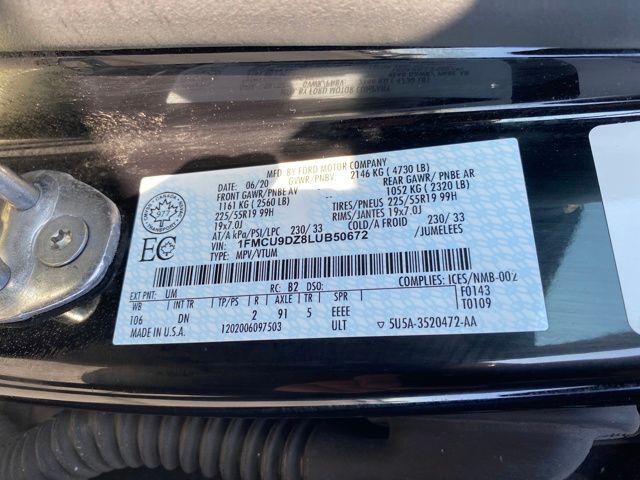 MFD. BY FORD MOTOR COMPANY
DATE: 06/20 GVWR/PNBV 2146 KG ( 4730 LB)
FRONT GAWR/PNBE AV REAR GAWR / PNBE AR
1161 KG ( 2560 LB) 1052 KG ( 2320 LB)
225/55R19 99H TIRES/PNEUS 225/55R19 99H
19x7.0J RIMS/JANTES 19x7.0J
AT/A kPa/PSI/LPC 230/ 33 COLD/A FROID 230/ 33
VIN: 1FMCU9DZ8LUB50672 /JUMELEES
TYPE: MPV/VTUM
977
EC
EXT PNT: UM RC: B2 DSO: COMPLIES: ICES/NMB-002
WB INT TR TP/PS R AXLE TR SPR F0143
106 DN 2 91 5 EEEE T0109
MADE IN U.S.A. 1202006097503 ULT 5U5A-3520472-AA